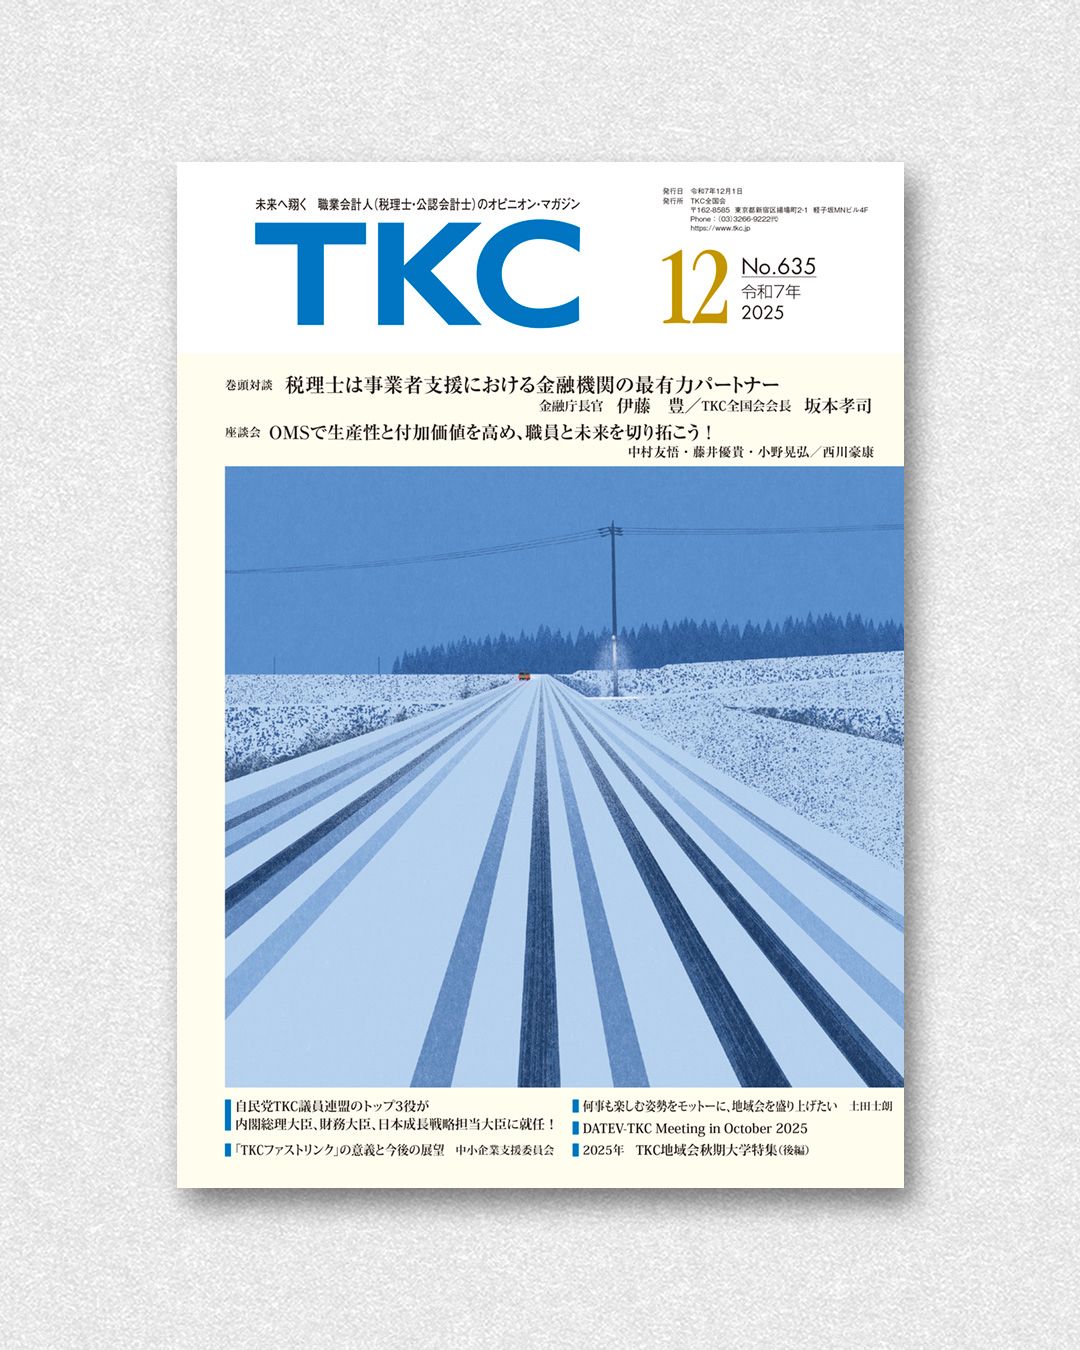 未来へ翔く 職業会計人(税理士・公認会計士)のオピニオン・マガジン
TKC
発行日 令和7年12月1日
発行所 TKC全国会
〒162-8585 東京都新宿区揚場町2-1 軽子坂MNビル4F
Phone:(03)3266-9222㈹
https://www.tkc.jp
12
No.635
令和7年
2025
巻頭対談 税理士は事業者支援における金融機関の最有力パートナー
金融庁長官 伊藤 豊/TKC全国会会長 坂本孝司
座談会 OMSで生産性と付加価値を高め、職員と未来を切り拓こう!
中村友悟・藤井優貴・小野晃弘/西川豪康
自民党TKC議員連盟のトップ3役が
内閣総理大臣、財務大臣、日本成長戦略担当大臣に就任!
「TKCファストリンク」の意義と今後の展望 中小企業支援委員会
何事も楽しむ姿勢をモットーに、地域会を盛り上げたい 土田士朗
DATEV-TKC Meeting in October 2025
2025年 TKC地域会秋期大学特集(後編)